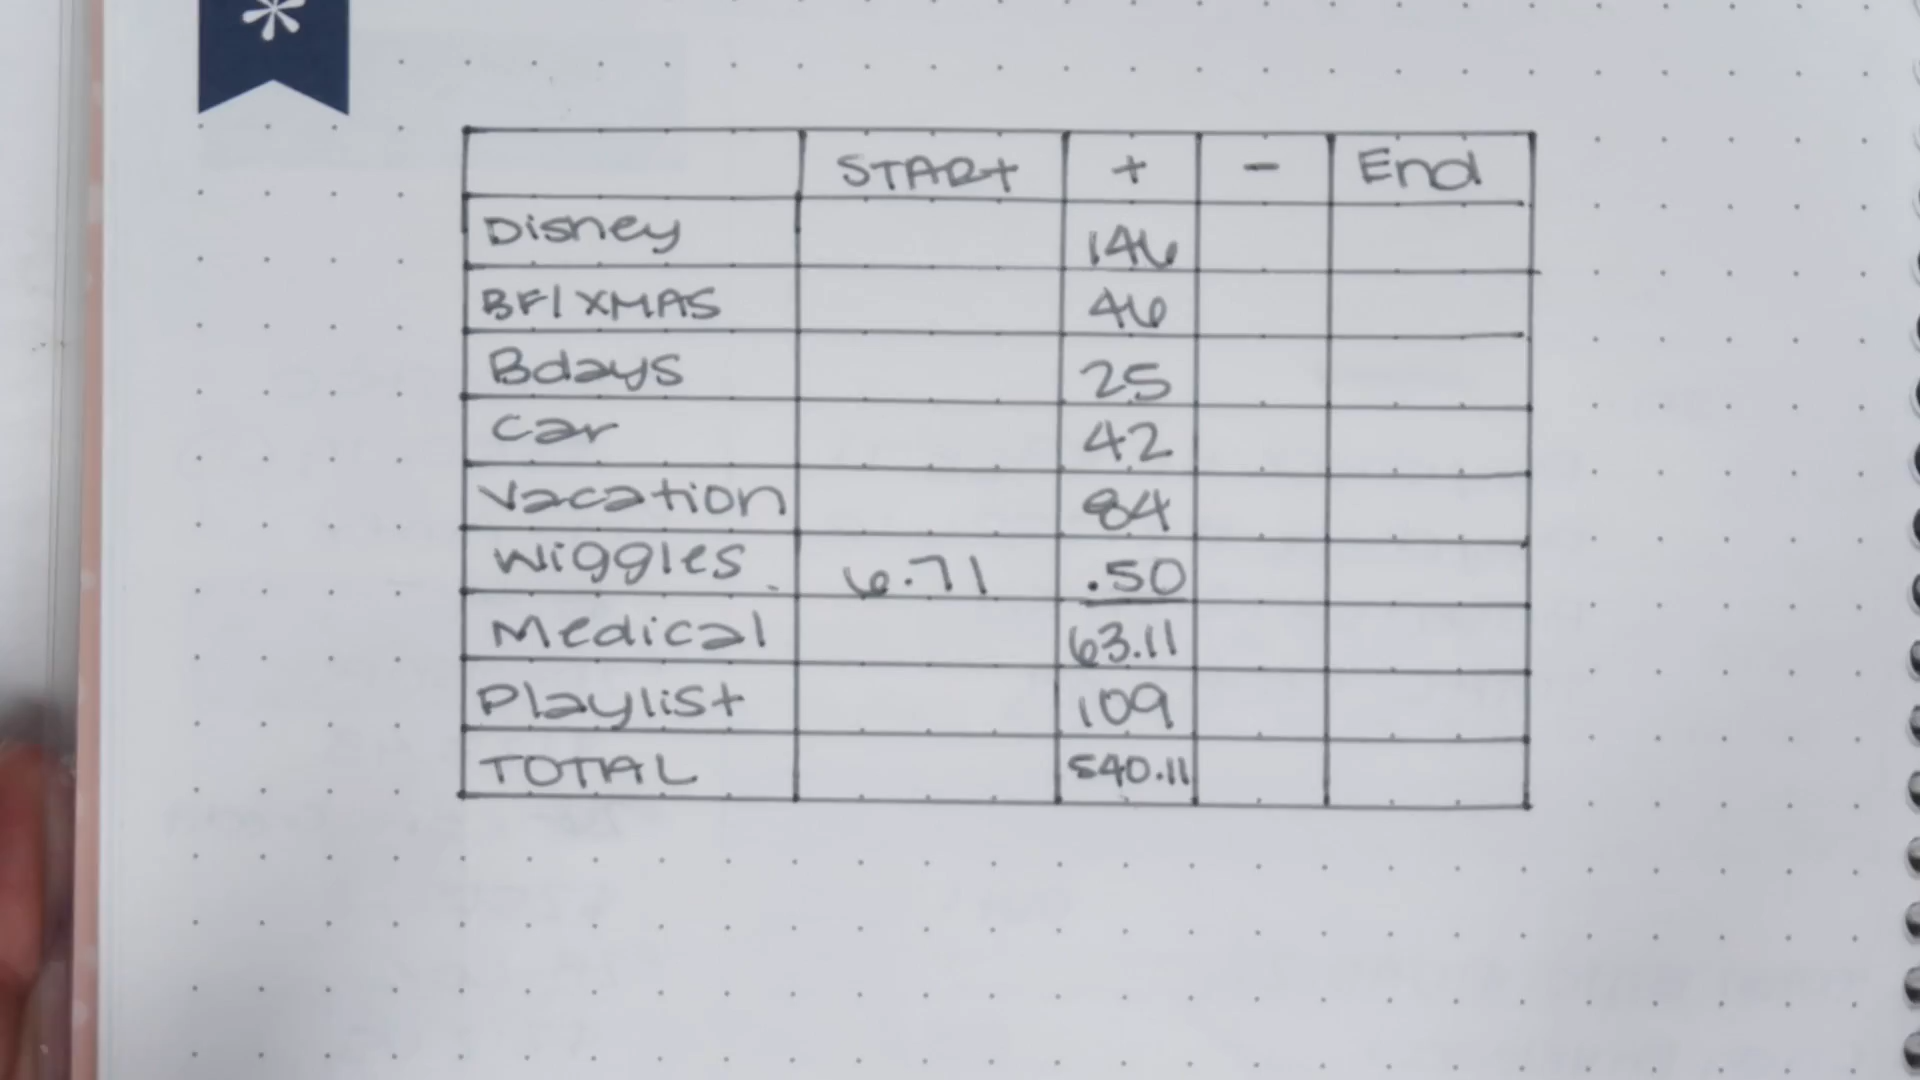 *
START + - End
Disney 146
BF/XMAS 46
Bdays 25
car 42
Vacation 84
Wiggles 6.71 .50
Medical 63.11
Playlist 109
TOTAL 540.11